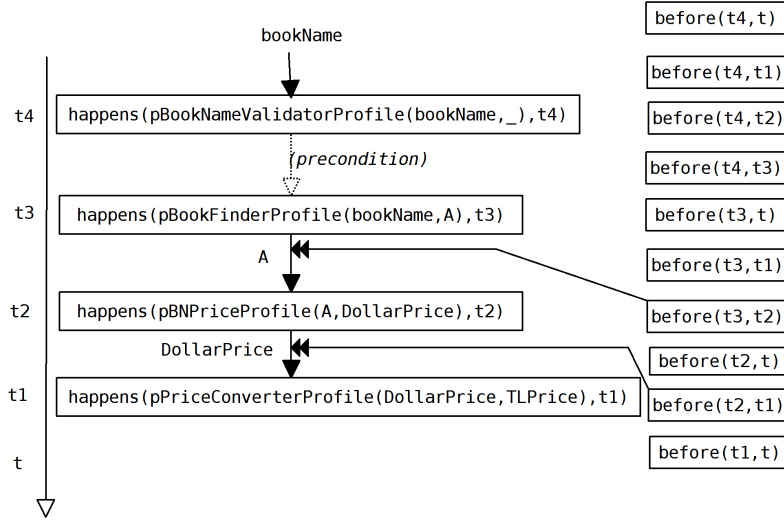 before(t4,t)
bookName
before(t4,t1)
t4
happens(pBookNameValidatorProfile(bookName,_),t4)
before(t4,t2)
(precondition)
before(t4,t3)
t3
happens(pBookFinderProfile(bookName,A),t3)
before(t3,t)
A
before(t3,t1)
t2
happens(pBNPriceProfile(A,DollarPrice),t2)
before(t3,t2)
DollarPrice
before(t2,t)
t1
happens(pPriceConverterProfile(DollarPrice,TLPrice),t1)
before(t2,t1)
t
before(t1,t)